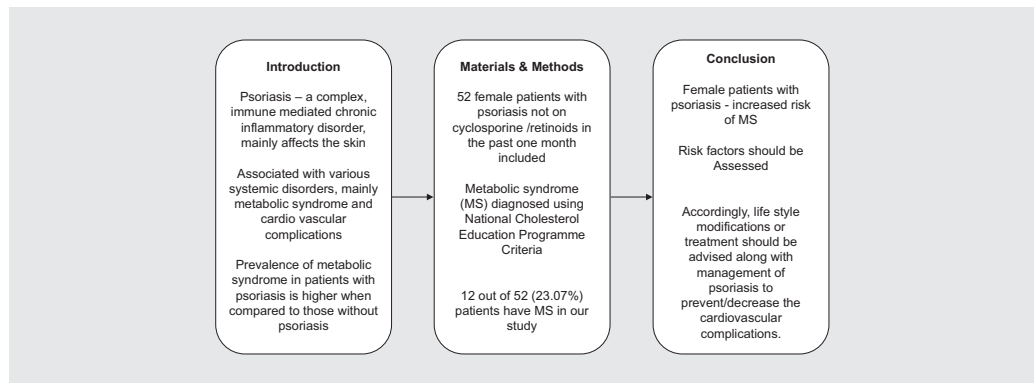 Introduction
Psoriasis – a complex,
immune mediated chronic
inflammatory disorder,
mainly affects the skin
Associated with various
systemic disorders, mainly
metabolic syndrome and
cardio vascular
complications
Prevalence of metabolic
syndrome in patients with
psoriasis is higher when
compared to those without
psoriasis
Materials & Methods
52 female patients with
psoriasis not on
cyclosporine /retinoids in
the past one month
included
Metabolic syndrome
(MS) diagnosed using
National Cholesterol
Education Programme
Criteria
12 out of 52 (23.07%)
patients have MS in our
study
Conclusion
Female patients with
psoriasis - increased risk
of MS
Risk factors should be
Assessed
Accordingly, life style
modifications or
treatment should be
advised along with
management of
psoriasis to
prevent/decrease the
cardiovascular
complications.